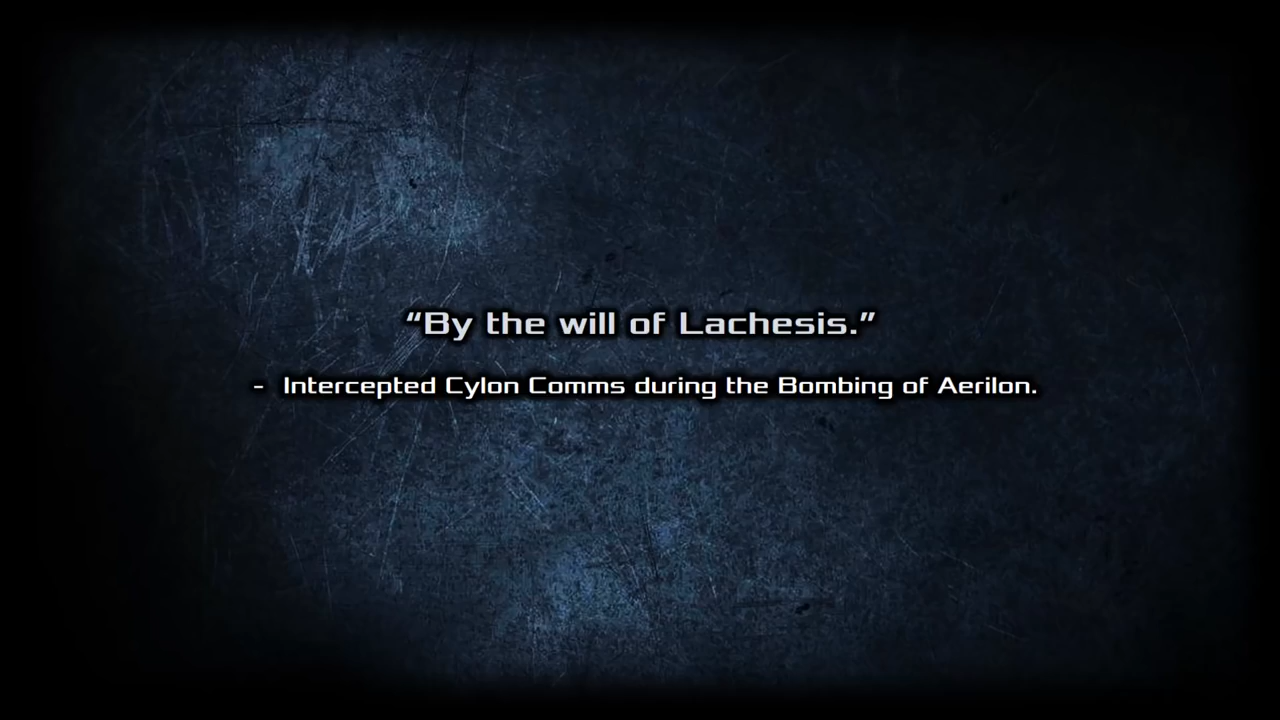 “By the will of Lachesis.”
- Intercepted Cylon Comms during the Bombing of Aerilon.